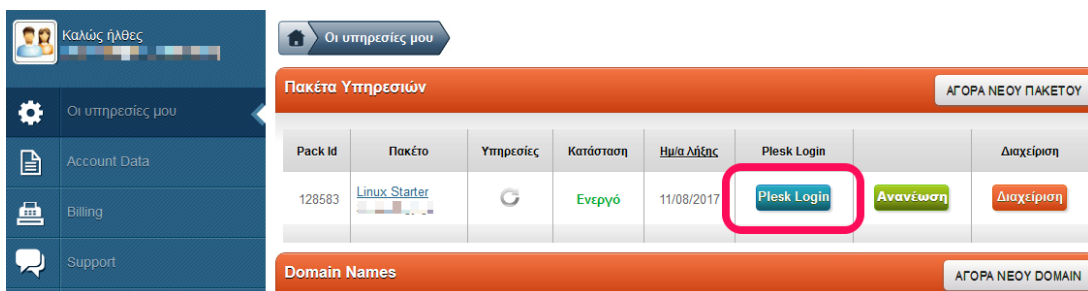 Καλώς ήλθες
Οι υπηρεσίες μου
Οι υπηρεσίες μου
Account Data
Billing
Support
Πακέτα Υπηρεσιών
ΑΓΟΡΑ ΝΕΟΥ ΠΑΚΕΤΟΥ
Pack Id Πακέτο Υπηρεσίες Κατάσταση Ημ/α Λήξης Plesk Login Διαχείριση
128583 Linux Starter Ενεργό 11/08/2017 Plesk Login Ανανέωση Διαχείριση
Domain Names
ΑΓΟΡΑ ΝΕΟΥ DOMAIN